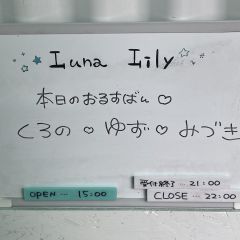 Luna Lily
本日のおるすばん♡
くろの♡ゆず♡みづき
受付終了…21:00
OPEN…15:00
CLOSE…22:00